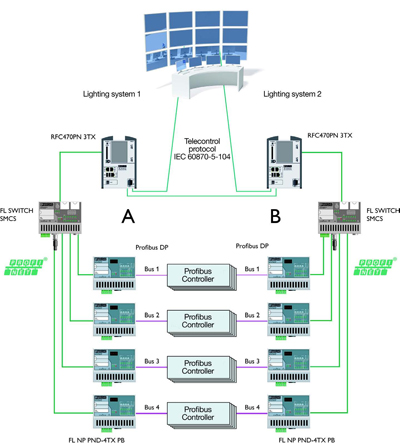 Lighting system 1
Lighting system 2
RFC470PN 3TX
Telecontrol
protocol
IEC 60870-5-104
RFC470PN 3TX
A
B
FL SWITCH
SMCS
FL SWITCH
SMCS
Profibus DP
Profibus DP
PROFI
NET
PROFI
NET
Bus 1
Profibus
Controller
Bus 1
Bus 2
Profibus
Controller
Bus 2
Bus 3
Profibus
Controller
Bus 3
Bus 4
Profibus
Controller
Bus 4
FL NP PND-4TX PB
FL NP PND-4TX PB